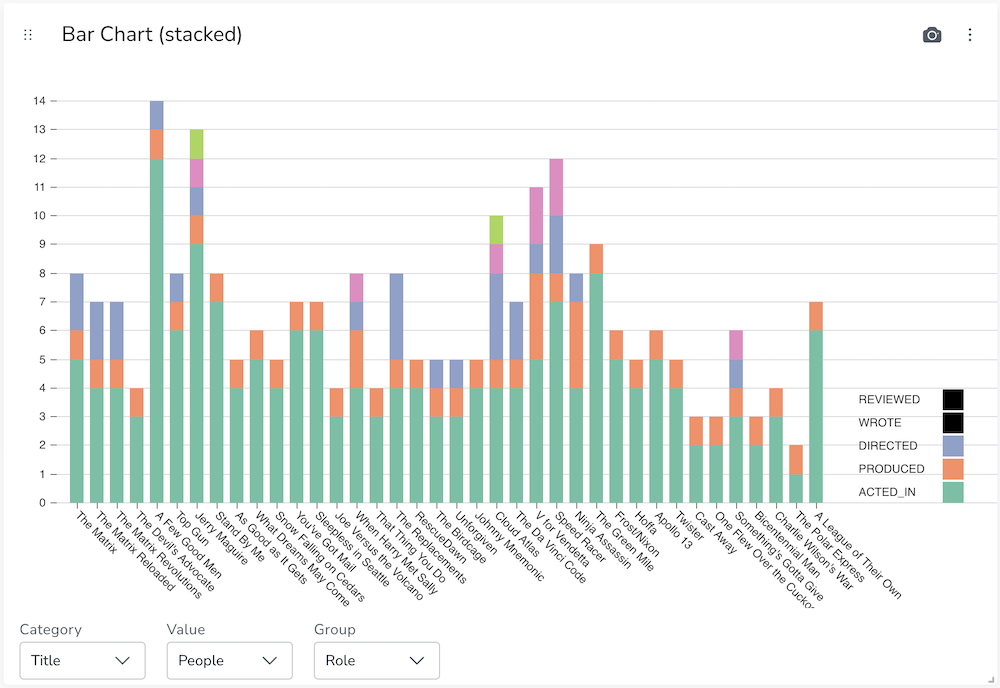 Bar Chart (stacked)
14
13
12
11
10
9
8
7
6
5
4
3
2
1
0
REVIEWED
WROTE
DIRECTED
PRODUCED
ACTED_IN
The Matrix
The Matrix Reloaded
The Matrix Revolutions
The Devil's Advocate
A Few Good Men
Top Gun
Jerry Maguire
Stand By Me
As Good as It Gets
What Dreams May Come
Snow Falling on Cedars
You've Got Mail
Sleepless in Seattle
Joe Versus the Volcano
When Harry Met Sally
That Thing You Do
The Replacements
RescueDawn
The Birdcage
Unforgiven
Johnny Mnemonic
Cloud Atlas
The Da Vinci Code
V for Vendetta
Speed Racer
Ninja Assassin
The Green Mile
Frost/Nixon
Hoffa
Apollo 13
Twister
Cast Away
One Flew Over the Cucko
Something's Gotta Give
Bicentennial Man
Charlie Wilson's War
The Polar Express
A League of Their Own
Category Value Group
Title People Role